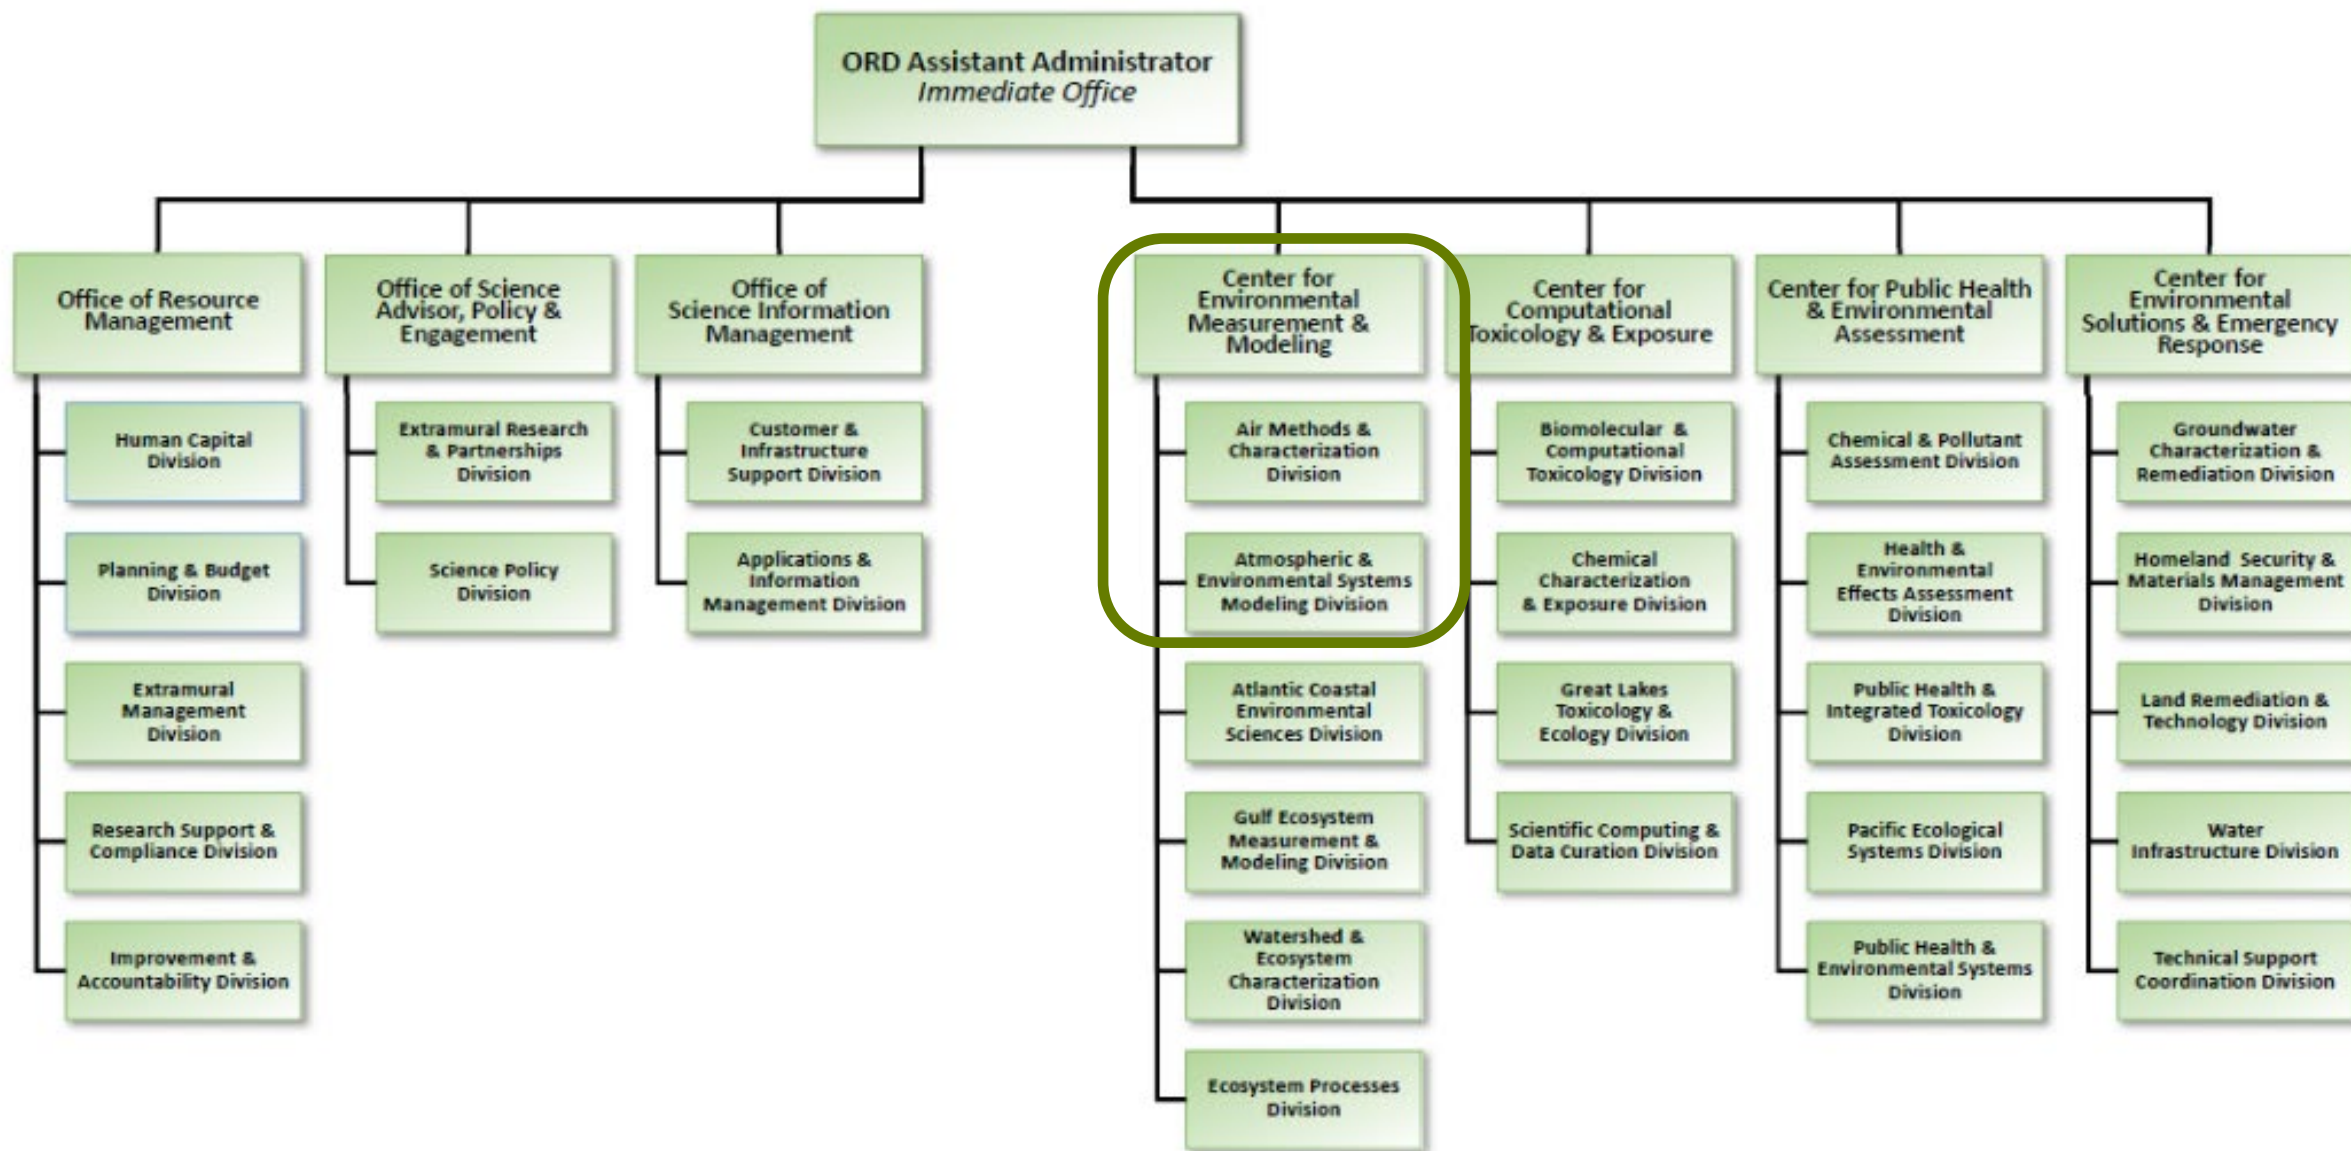 ORD Assistant Administrator
Immediate Office
Office of Resource
Management
Human Capital
Division
Planning & Budget
Division
Extramural
Management
Division
Research Support &
Compliance Division
Improvement &
Accountability Division
Office of Science
Advisor, Policy &
Engagement
Extramural Research
& Partnerships
Division
Science Policy
Division
Office of
Science Information
Management
Customer &
Infrastructure
Support Division
Applications &
Information
Management Division
Center for
Environmental
Measurement &
Modeling
Air Methods &
Characterization
Division
Atmospheric &
Environmental Systems
Modeling Division
Atlantic Coastal
Environmental
Sciences Division
Gulf Ecosystem
Measurement &
Modeling Division
Watershed &
Ecosystem
Characterization
Division
Ecosystem Processes
Division
Center for
Computational
Toxicology & Exposure
Biomolecular &
Computational
Toxicology Division
Chemical
Characterization
& Exposure Division
Great Lakes
Toxicology &
Ecology Division
Scientific Computing &
Data Curation Division
Center for Public Health
& Environmental
Assessment
Chemical & Pollutant
Assessment Division
Health &
Environmental
Effects Assessment
Division
Public Health &
Integrated Toxicology
Division
Pacific Ecological
Systems Division
Public Health &
Environmental Systems
Division
Center for
Environmental
Solutions & Emergency
Response
Groundwater
Characterization &
Remediation Division
Homeland Security &
Materials Management
Division
Land Remediation &
Technology Division
Water
Infrastructure Division
Technical Support
Coordination Division